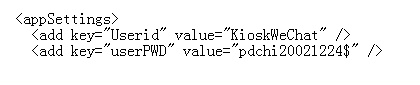 <appSettings>
<add key="Userid" value="KioskWeChat" />
<add key="userPWD" value="pdchi20021224$" />